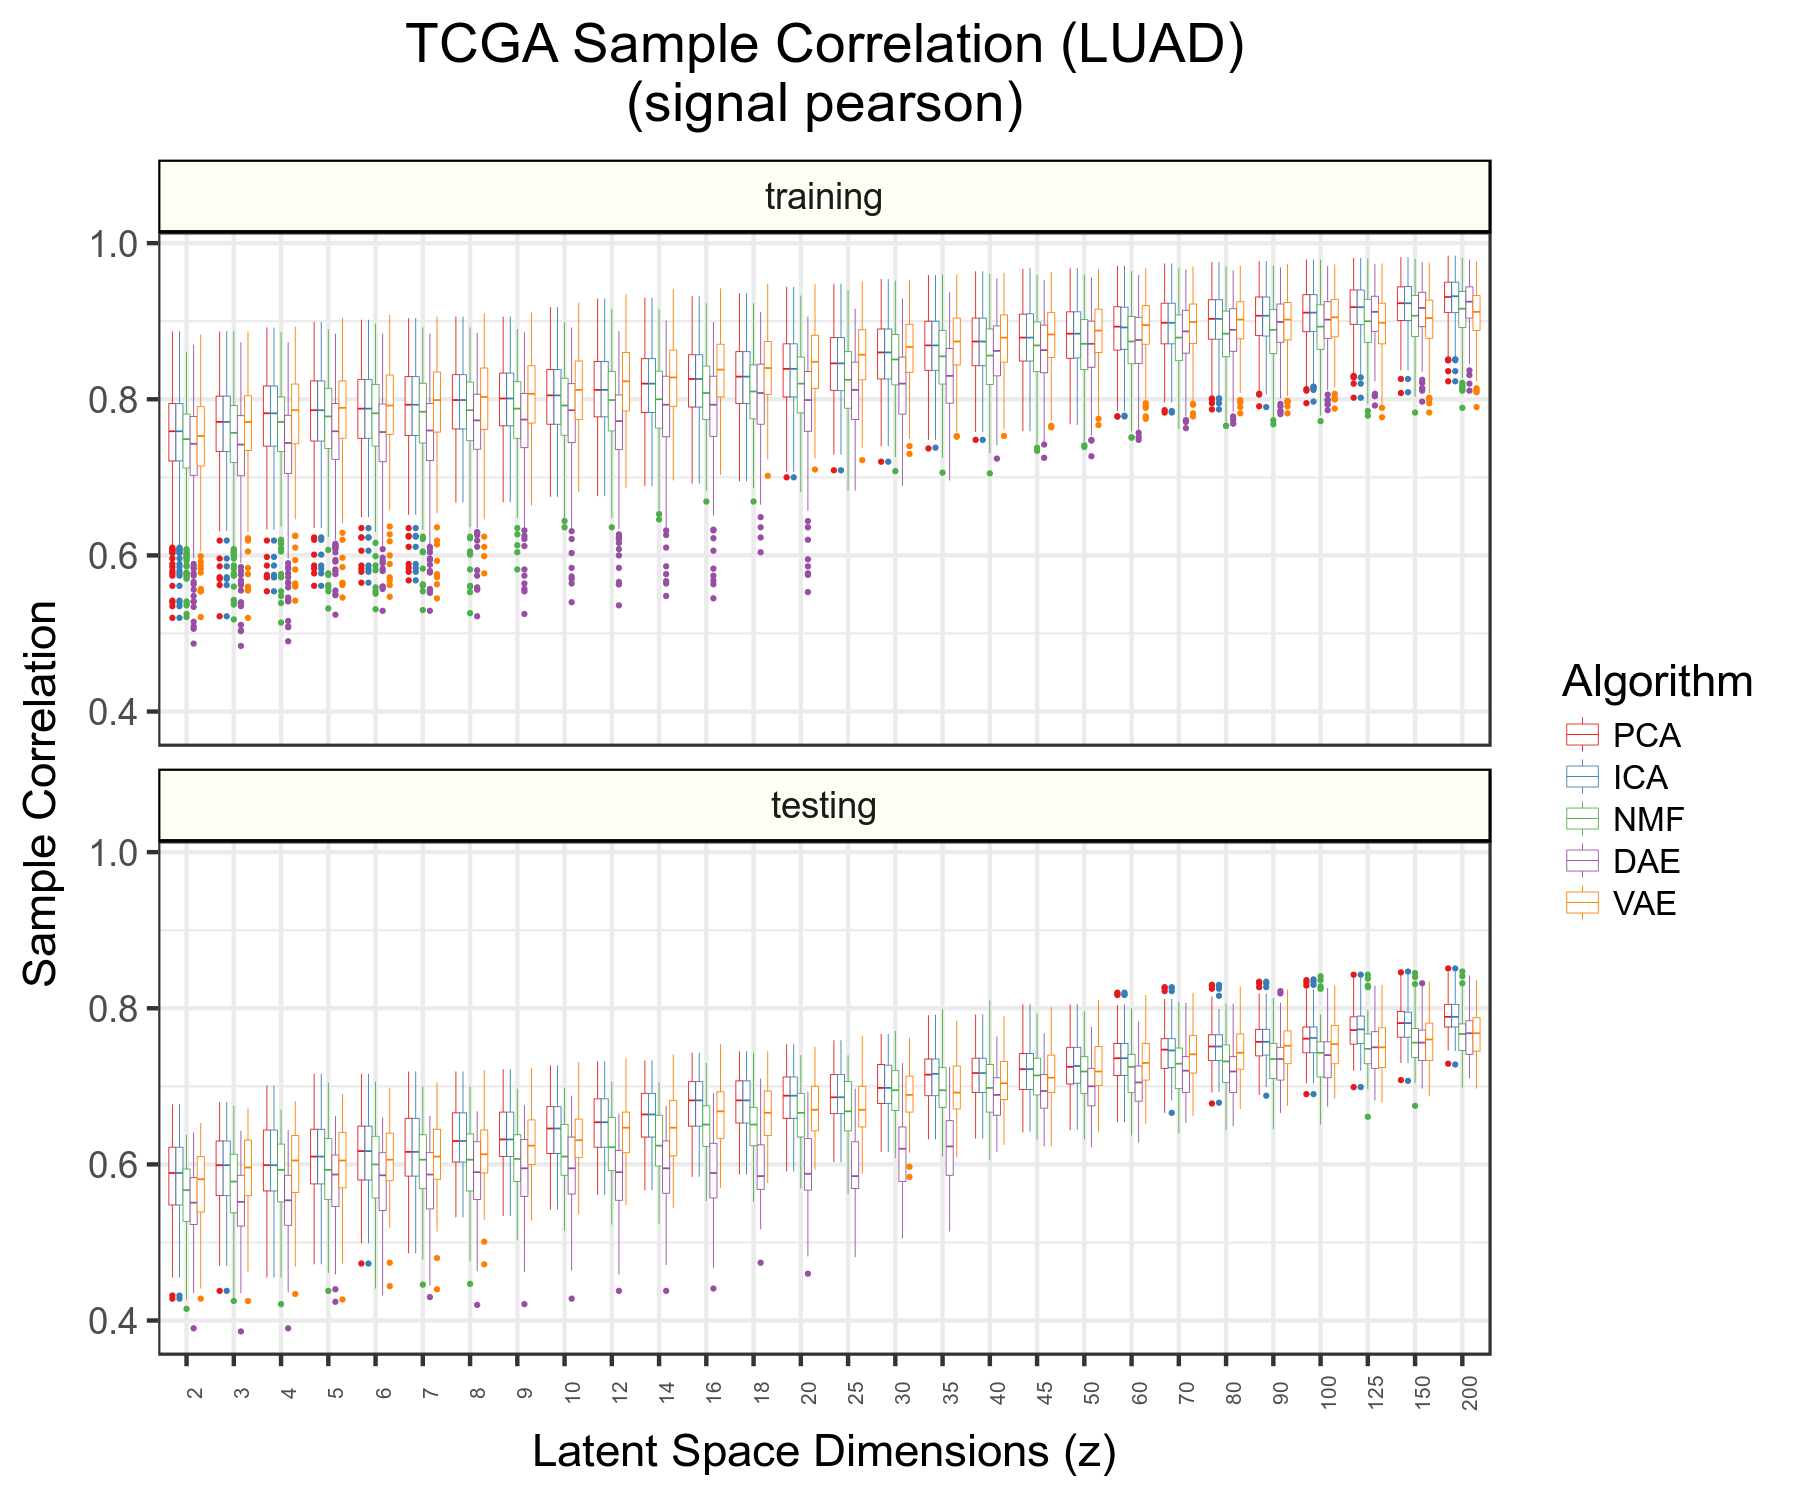 TCGA Sample Correlation (LUAD)
(signal pearson)
training
1.0
0.8
0.6
0.4
testing
1.0
0.8
0.6
0.4
Sample Correlation
2 3 4 5 6 7 8 9 10 12 14 16 18 20 25 30 35 40 45 50 60 70 80 90 100 125 150 200
Latent Space Dimensions (z)
Algorithm
PCA
ICA
NMF
DAE
VAE